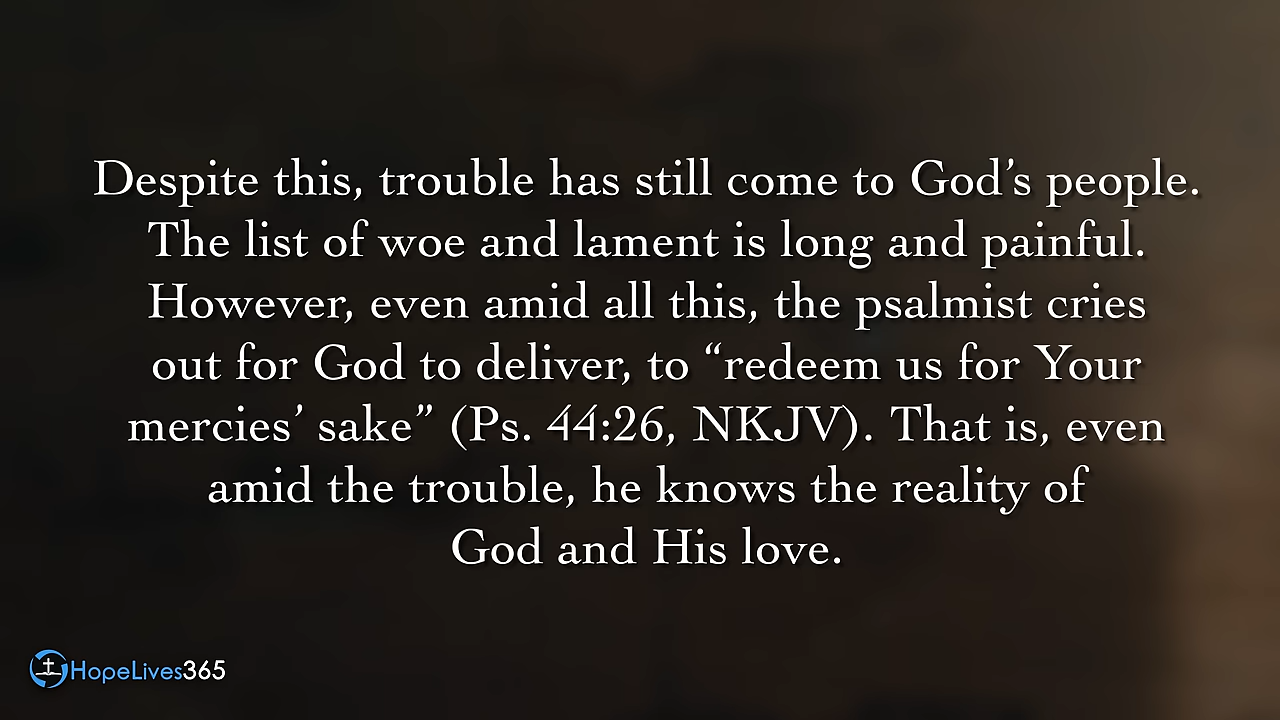 Despite this, trouble has still come to God’s people.
The list of woe and lament is long and painful.
However, even amid all this, the psalmist cries
out for God to deliver, to “redeem us for Your
mercies’ sake” (Ps. 44:26, NKJV). That is, even
amid the trouble, he knows the reality of
God and His love.
HopeLives365